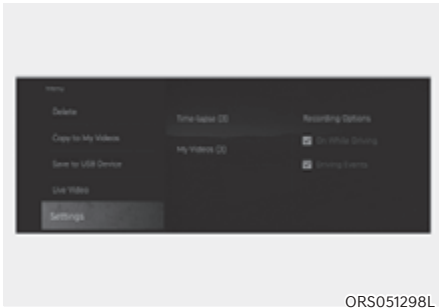 Menu
Delete
Copy to My Videos
Save to USB Device
Live Video
Settings
Time-lapse (3)
My Videos (3)
Recording Options
On While Driving
Driving Events
ORS051298L